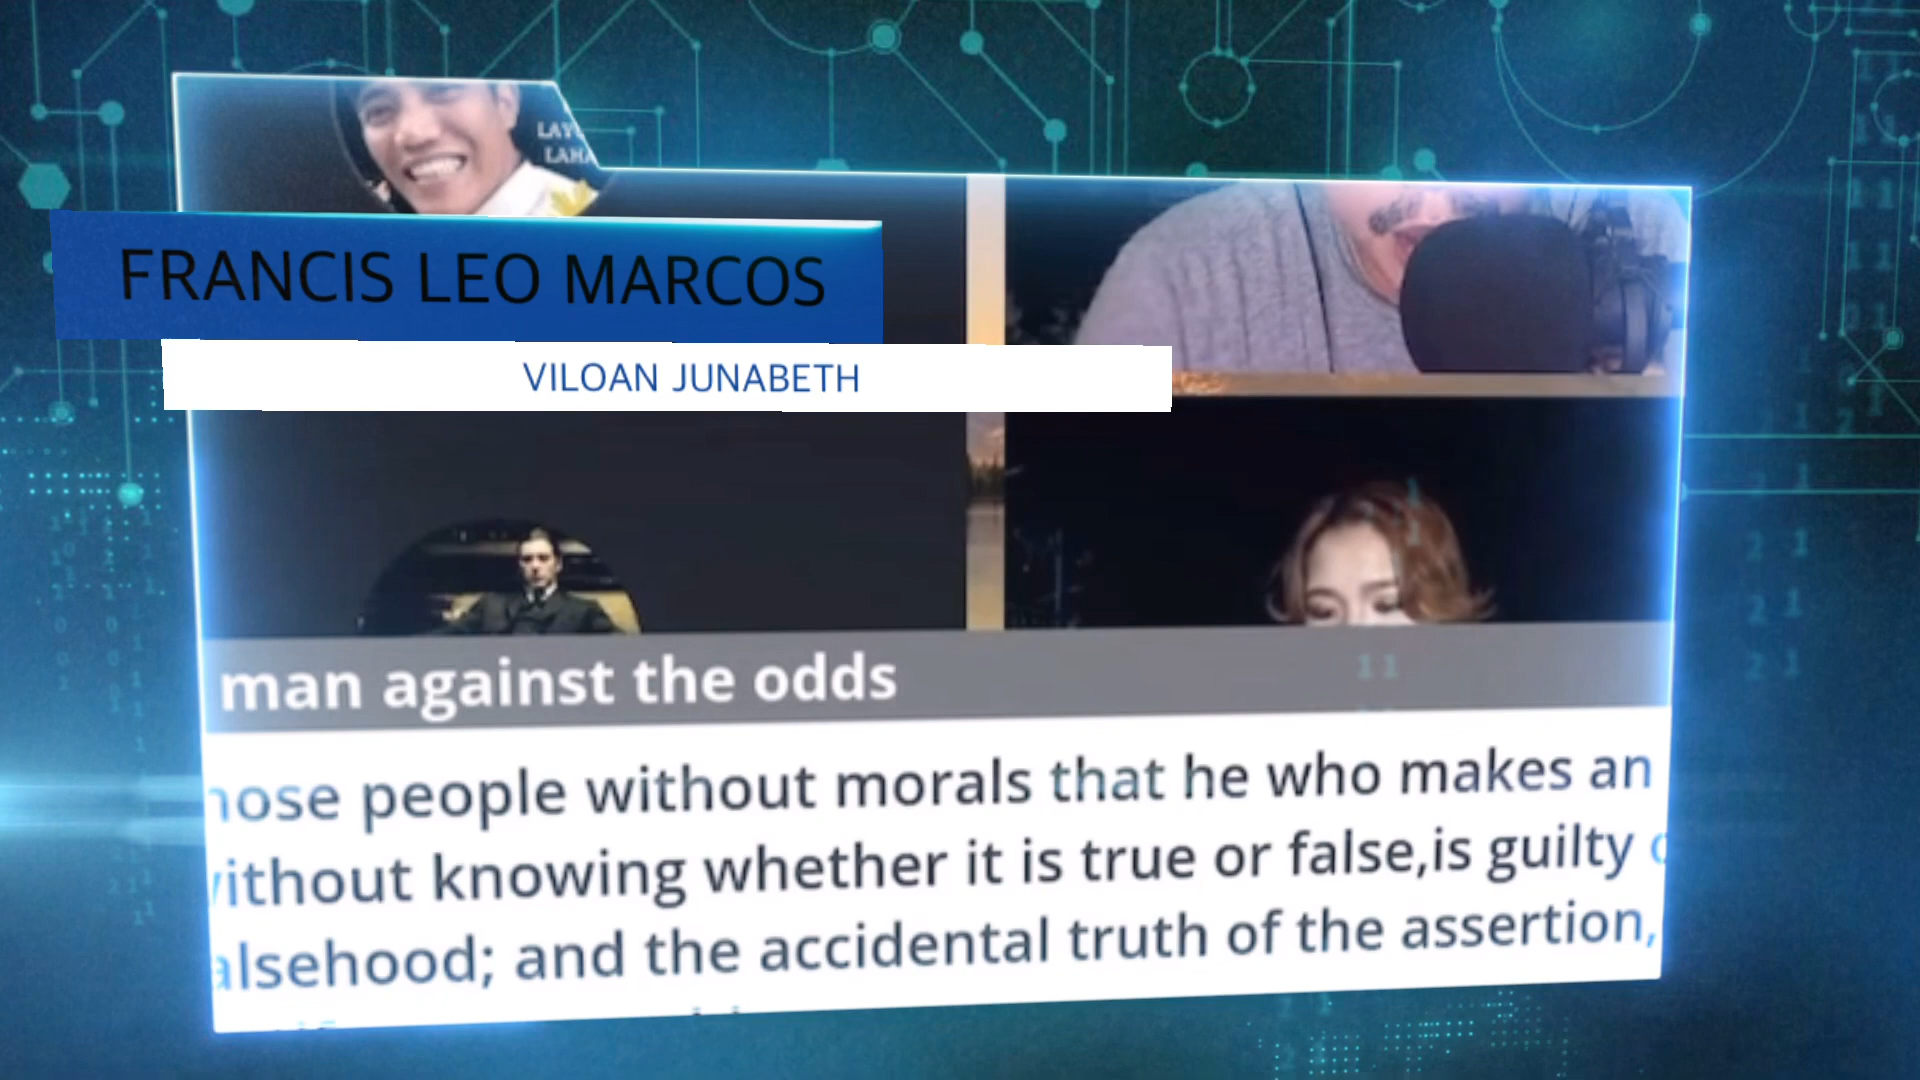 FRANCIS LEO MARCOS
VILOAN JUNABETH
man against the odds
people without morals that he who makes an
knowing whether it is true or false,is guilty
and the accidental truth of the assertion,